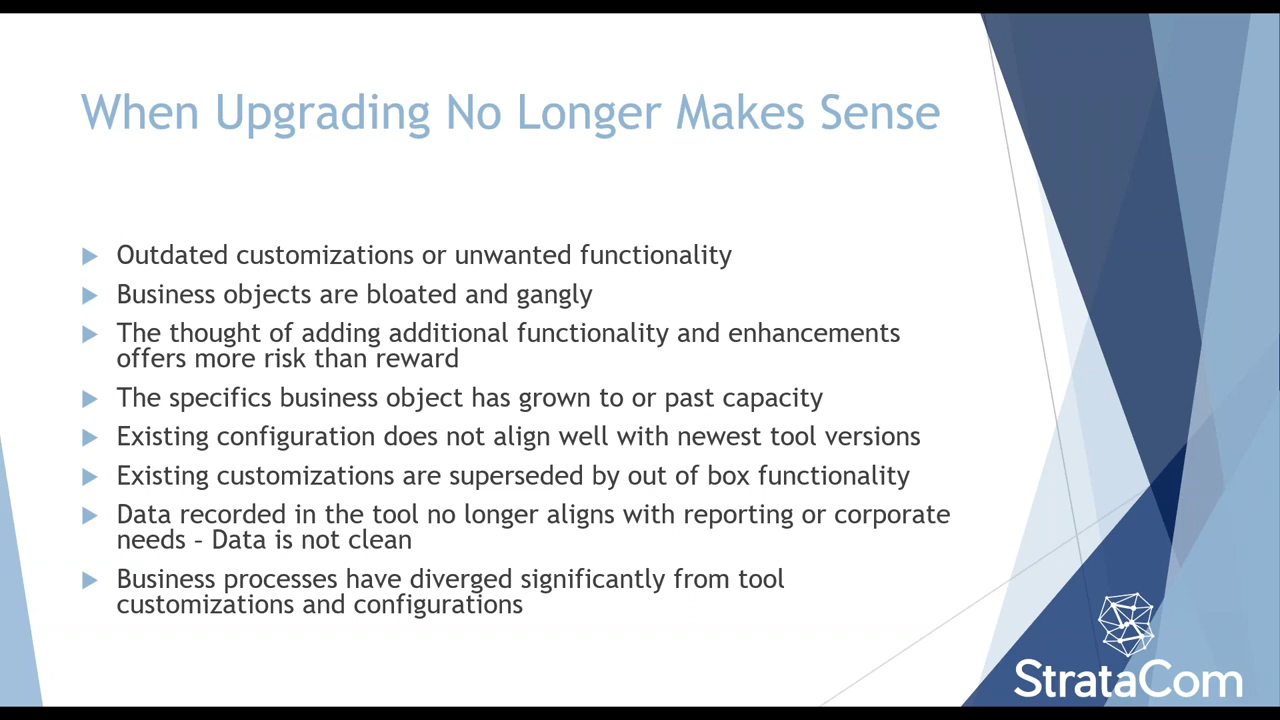 When Upgrading No Longer Makes Sense
Outdated customizations or unwanted functionality
Business objects are bloated and gangly
The thought of adding additional functionality and enhancements
offers more risk than reward
The specifics business object has grown to or past capacity
Existing configuration does not align well with newest tool versions
Existing customizations are superseded by out of box functionality
Data recorded in the tool no longer aligns with reporting or corporate
needs – Data is not clean
Business processes have diverged significantly from tool
customizations and configurations
StrataCom